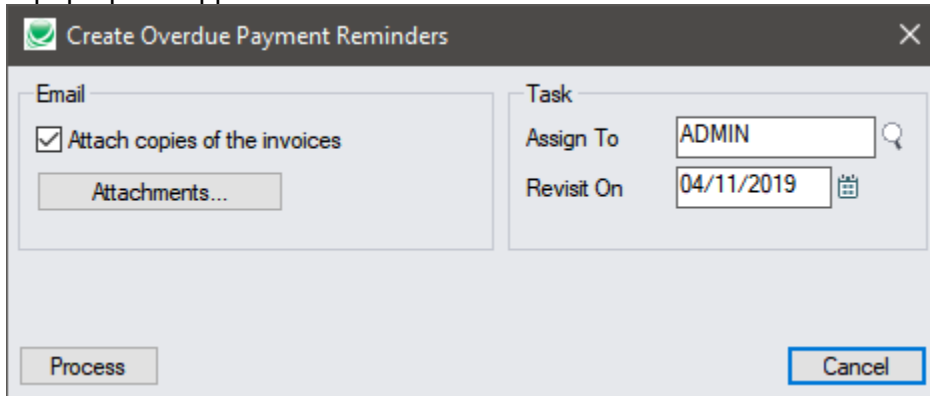 Create Overdue Payment Reminders
Email
Attach copies of the invoices
Attachments...
Task
Assign To ADMIN
Revisit On 04/11/2019
Process Cancel